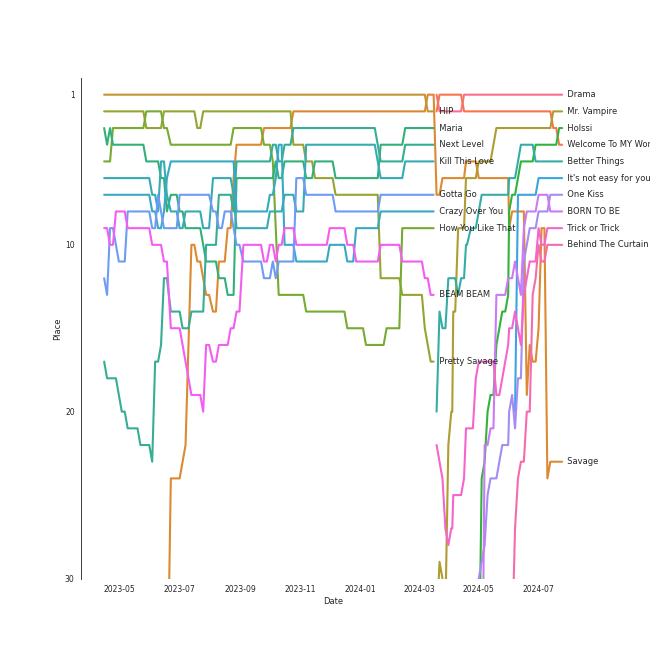 1
Drama
HIP
Mr. Vampire
Maria
Holssi
Next Level
Welcome To MY Wor
Kill This Love
Better Things
It's not easy for you
Gotta Go
One Kiss
Crazy Over You
BORN TO BE
How You Like That
Trick or Trick
10
Behind The Curtain
BEAM BEAM
Place
Pretty Savage
20
Savage
30
2023-05
2023-07
2023-09
2023-11
2024-01
2024-03
2024-05
2024-07
Date